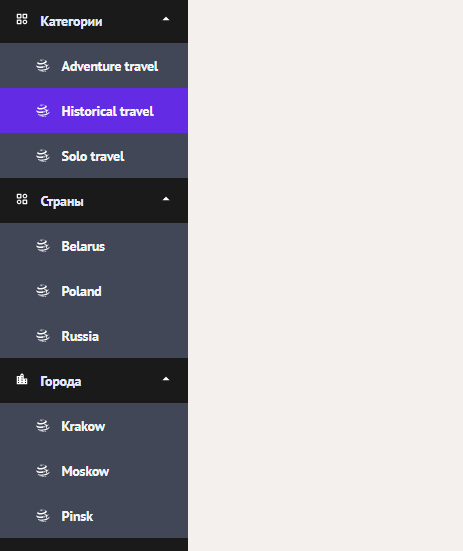 Категории
Adventure travel
Historical travel
Solo travel
Страны
Belarus
Poland
Russia
Города
Krakow
Moskow
Pinsk